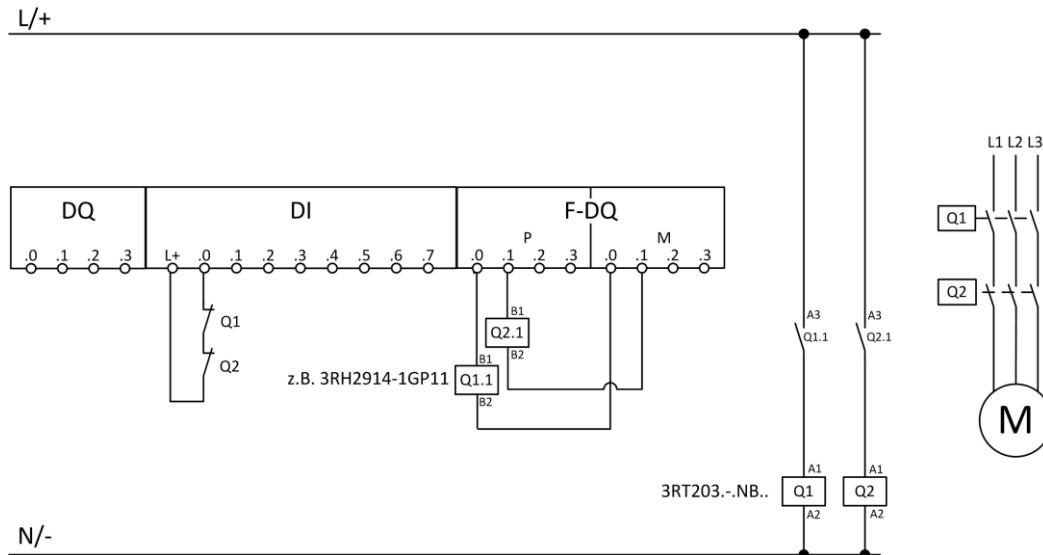 L/+
L1 L2 L3
DQ DI F-DQ
P M
.0 .1 .2 .3 L+ .0 .1 .2 .3 .4 .5 .6 .7 .0 .1 .2 .3 .0 .1 .2 .3
Q1
Q2
Q1
Q2
B1
Q2.1
B2
z.B. 3RH2914-1GP11
B1
Q1.1
B2
A3
Q1.1
A3
Q2.1
M
3RT203.-.NB..
A1
Q1
A2
A1
Q2
A2
N/-